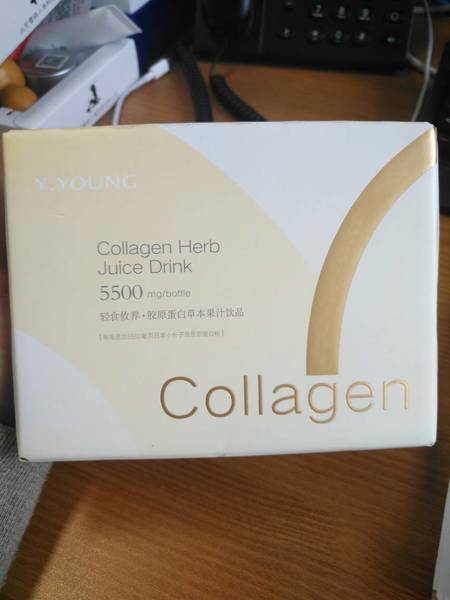 Y.YOUNG
Collagen Herb
Juice Drink
5500 mg/bottle
轻食攸养·胶原蛋白草本果汁饮品
Collagen